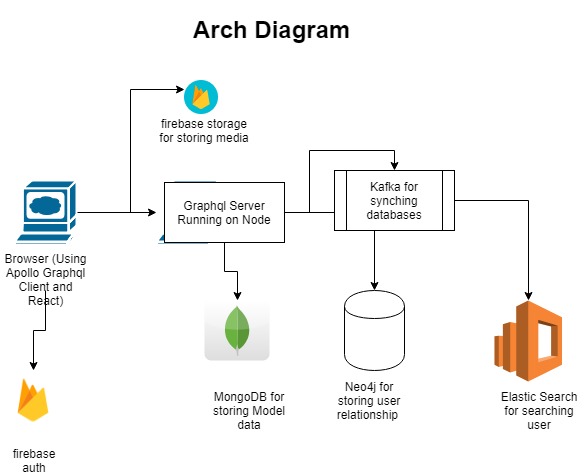 Arch Diagram
firebase storage
for storing media
Graphql Server
Running on Node
Kafka for
synching
databases
Browser (Using
Apollo Graphql
Client and
React)
MongoDB for
storing Model
data
Neo4j for
storing user
relationship
Elastic Search
for searching
user
firebase
auth